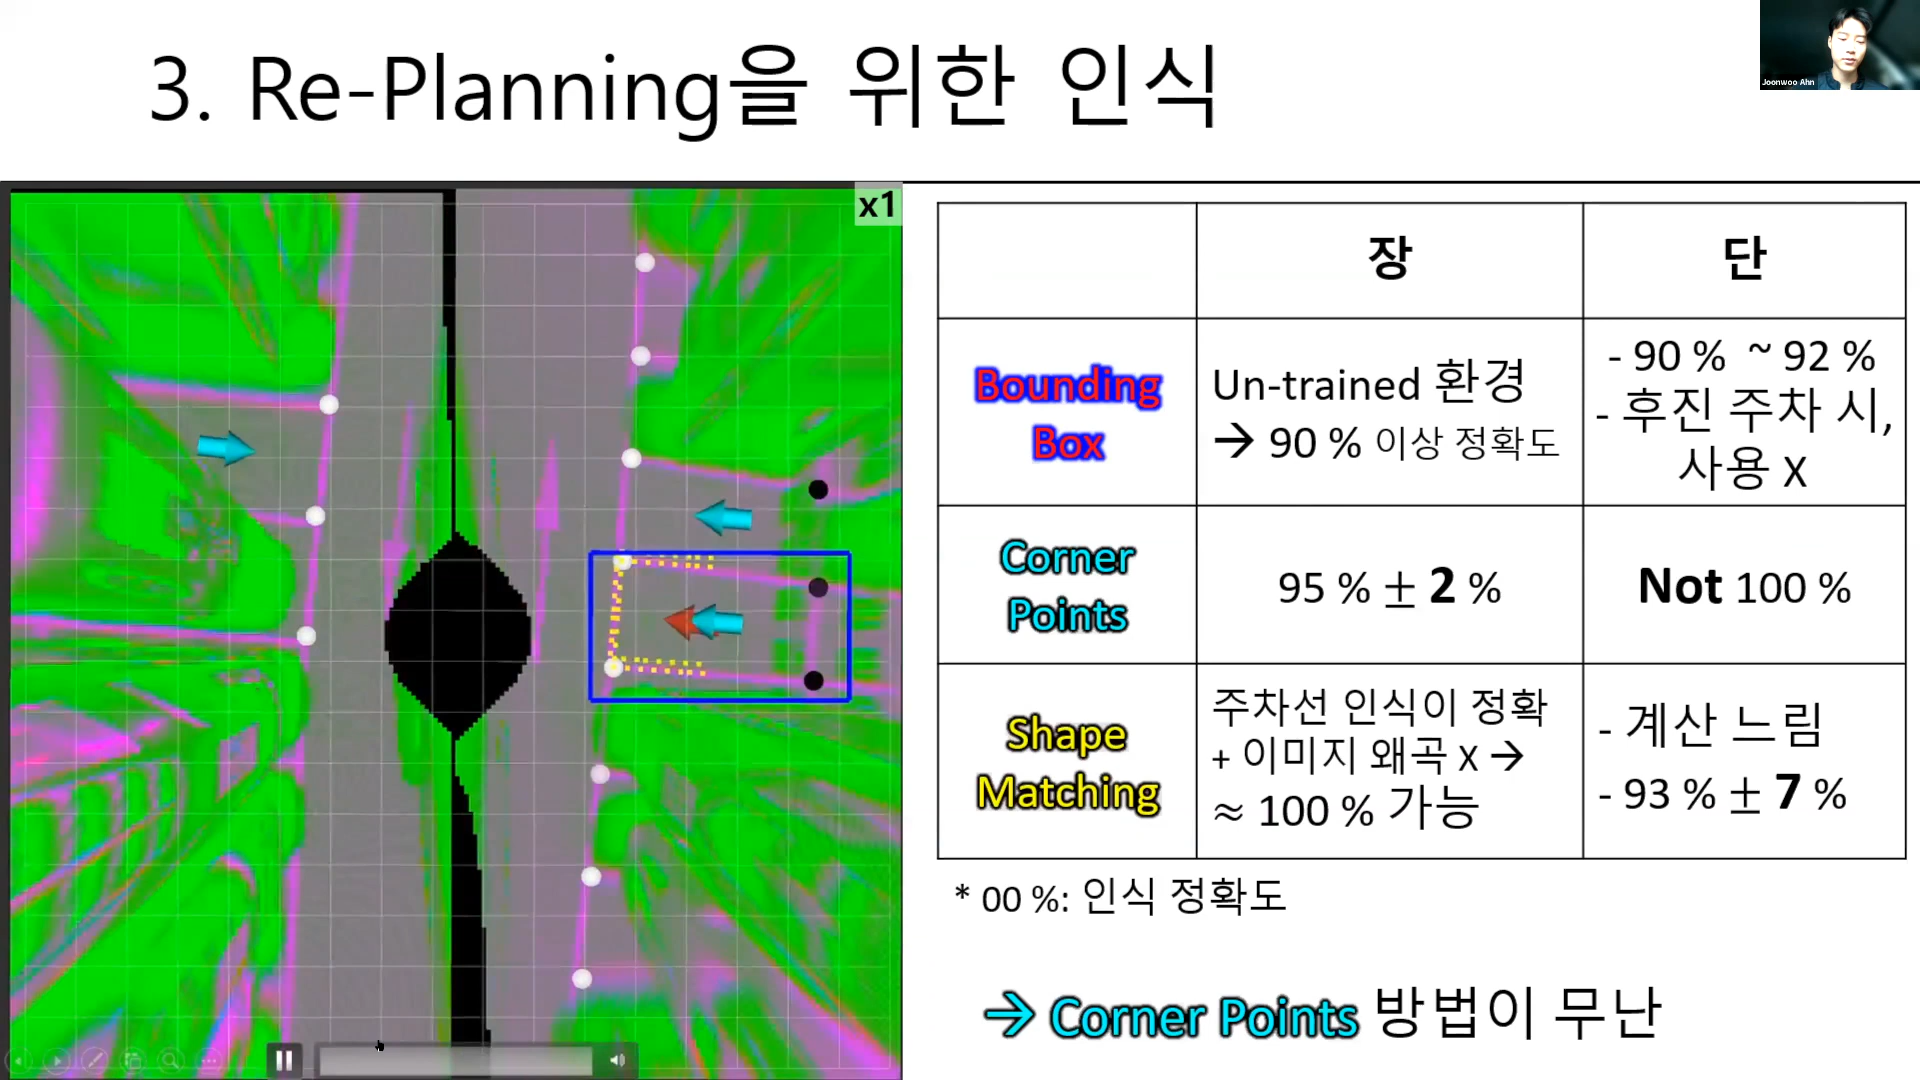 3. Re-Planning을 위한 인식
Joonwoo Ahn
x1
장
단
Bounding
Box
Un-trained 환경
→ 90 % 이상 정확도
- 90 % ~ 92 %
- 후진 주차 시,
사용 X
Corner
Points
95 % ± 2 %
Not 100 %
Shape
Matching
주차선 인식이 정확
+ 이미지 왜곡 X →
≈ 100 % 가능
- 계산 느림
- 93 % ± 7 %
* 00 %: 인식 정확도
→ Corner Points 방법이 무난